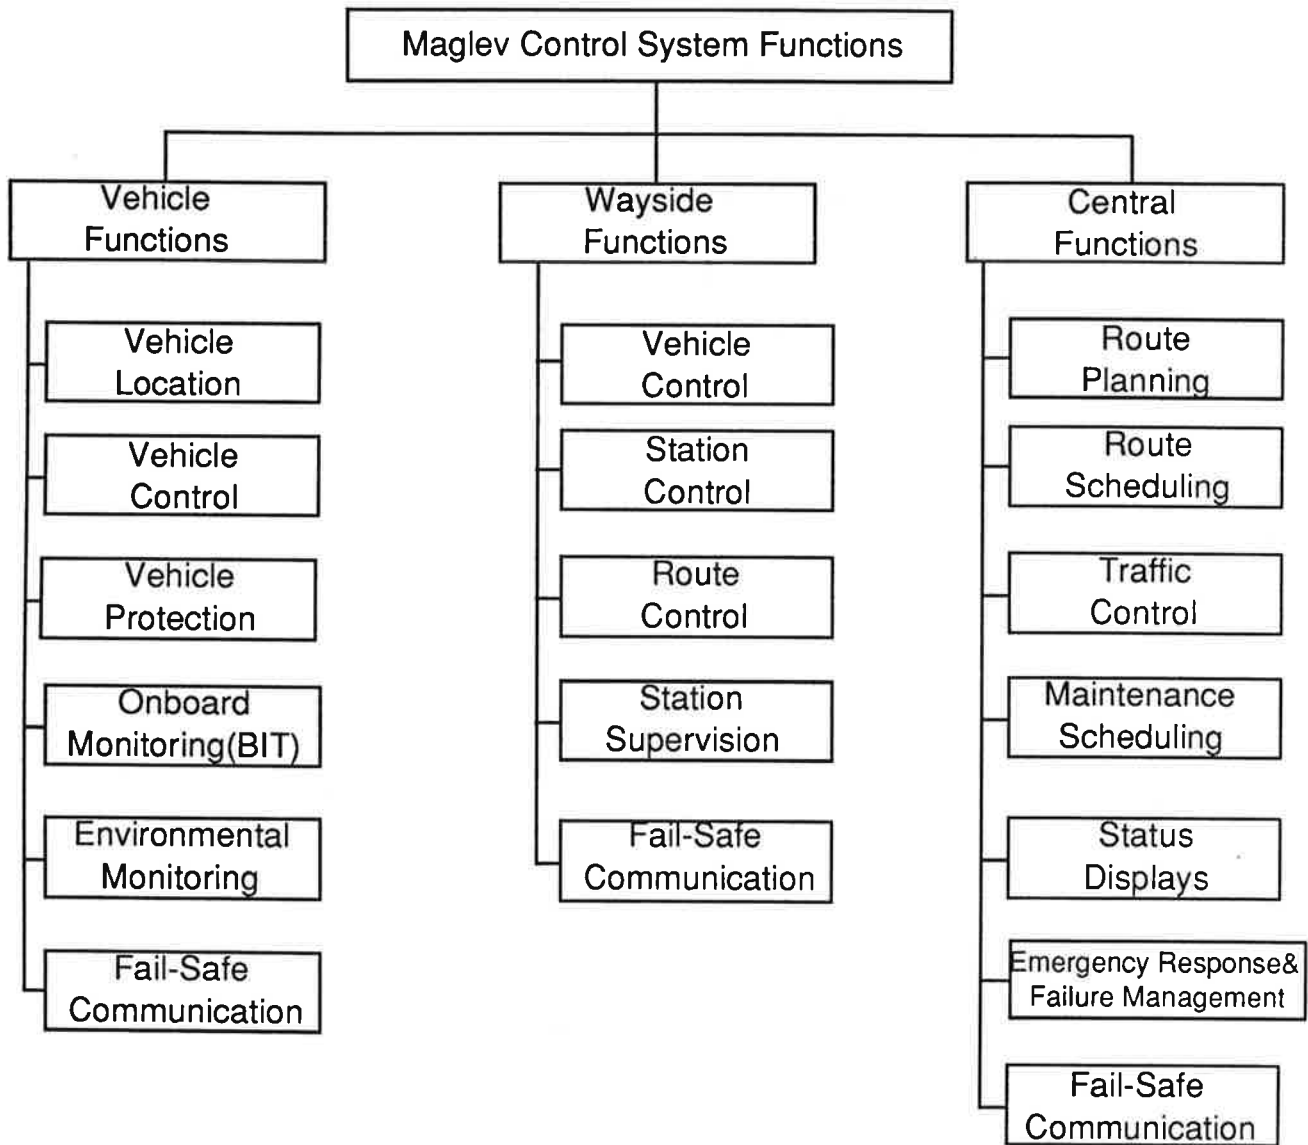 Maglev Control System Functions
Vehicle
Functions
Vehicle
Location
Vehicle
Control
Vehicle
Protection
Onboard
Monitoring(BIT)
Environmental
Monitoring
Fail-Safe
Communication
Wayside
Functions
Vehicle
Control
Station
Control
Route
Control
Station
Supervision
Fail-Safe
Communication
Central
Functions
Route
Planning
Route
Scheduling
Traffic
Control
Maintenance
Scheduling
Status
Displays
Emergency Response&
Failure Management
Fail-Safe
Communication